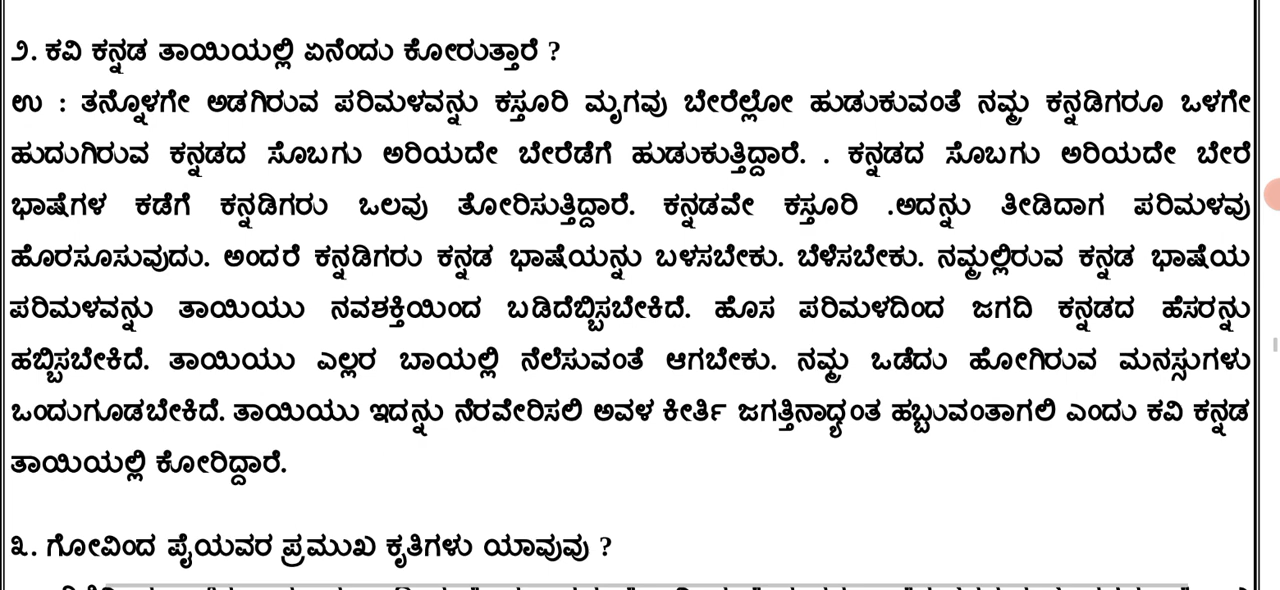 ೨. ಕವಿ ಕನ್ನಡ ತಾಯಿಯಲ್ಲಿ ಏನೆಂದು ಕೋರುತ್ತಾರೆ ?
ಉ : ತನ್ನೊಳಗೇ ಅಡಗಿರುವ ಪರಿಮಳವನ್ನು ಕಸ್ತೂರಿ ಮೃಗವು ಬೇರೆಲ್ಲೋ ಹುಡುಕುವಂತೆ ನಮ್ಮ ಕನ್ನಡಿಗರೂ ಒಳಗೇ
ಹುದುಗಿರುವ ಕನ್ನಡದ ಸೊಬಗು ಅರಿಯದೇ ಬೇರೆಡೆಗೆ ಹುಡುಕುತ್ತಿದ್ದಾರೆ. . ಕನ್ನಡದ ಸೊಬಗು ಅರಿಯದೇ ಬೇರೆ
ಭಾಷೆಗಳ ಕಡೆಗೆ ಕನ್ನಡಿಗರು ಒಲವು ತೋರಿಸುತ್ತಿದ್ದಾರೆ. ಕನ್ನಡವೇ ಕಸ್ತೂರಿ .ಅದನ್ನು ತೀಡಿದಾಗ ಪರಿಮಳವು
ಹೊರಸೂಸುವುದು. ಅಂದರೆ ಕನ್ನಡಿಗರು ಕನ್ನಡ ಭಾಷೆಯನ್ನು ಬಳಸಬೇಕು. ಬೆಳೆಸಬೇಕು. ನಮ್ಮಲ್ಲಿರುವ ಕನ್ನಡ ಭಾಷೆಯ
ಪರಿಮಳವನ್ನು ತಾಯಿಯು ನವಶಕ್ತಿಯಿಂದ ಬಡಿದೆಬ್ಬಿಸಬೇಕಿದೆ. ಹೊಸ ಪರಿಮಳದಿಂದ ಜಗದಿ ಕನ್ನಡದ ಹೆಸರನ್ನು
ಹಬ್ಬಿಸಬೇಕಿದೆ. ತಾಯಿಯು ಎಲ್ಲರ ಬಾಯಲ್ಲಿ ನೆಲೆಸುವಂತೆ ಆಗಬೇಕು. ನಮ್ಮ ಒಡೆದು ಹೋಗಿರುವ ಮನಸ್ಸುಗಳು
ಒಂದುಗೂಡಬೇಕಿದೆ. ತಾಯಿಯು ಇದನ್ನು ನೆರವೇರಿಸಲಿ ಅವಳ ಕೀರ್ತಿ ಜಗತ್ತಿನಾದ್ಯಂತ ಹಬ್ಬುವಂತಾಗಲಿ ಎಂದು ಕವಿ ಕನ್ನಡ
ತಾಯಿಯಲ್ಲಿ ಕೋರಿದ್ದಾರೆ.
೩. ಗೋವಿಂದ ಪೈಯವರ ಪ್ರಮುಖ ಕೃತಿಗಳು ಯಾವುವು ?